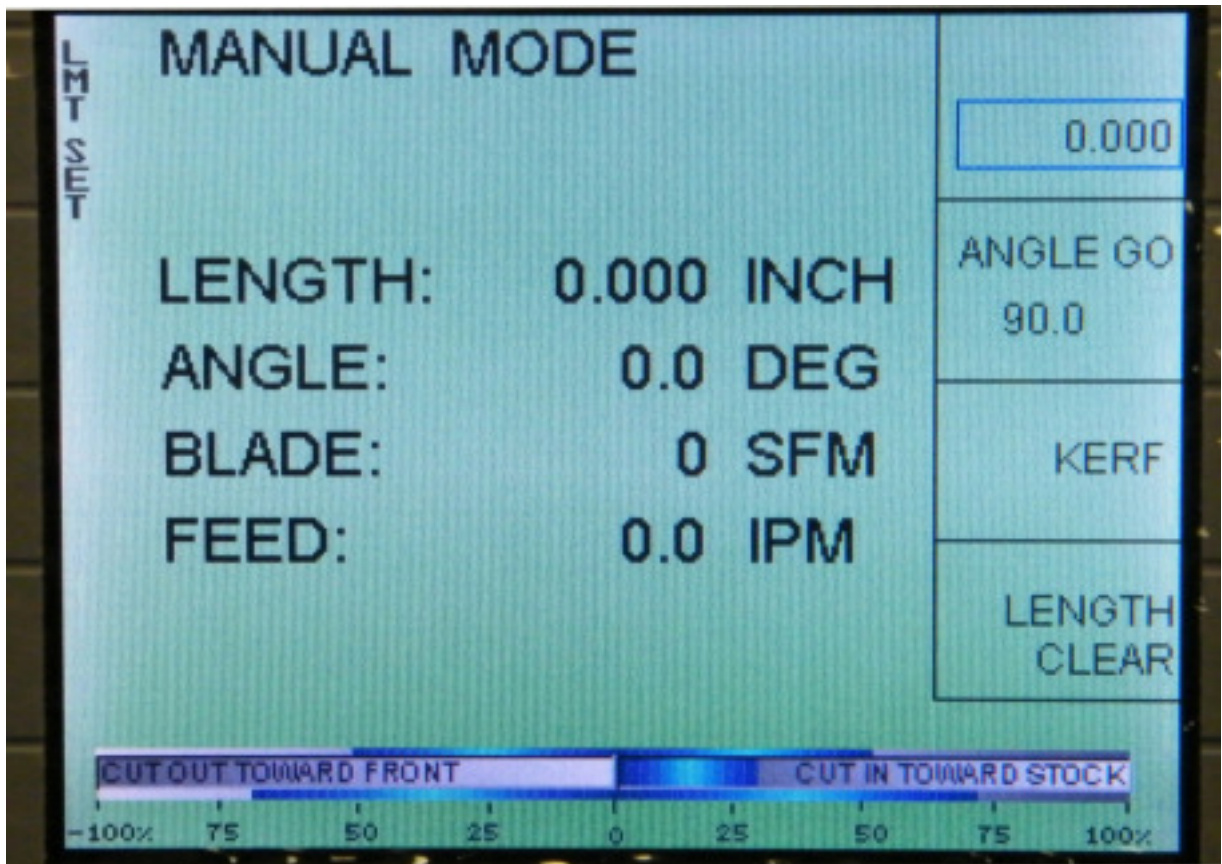 LMT SET
MANUAL MODE
0.000
LENGTH: 0.000 INCH
ANGLE: 0.0 DEG
BLADE: 0 SFM
FEED: 0.0 IPM
ANGLE GO
90.0
KERF
LENGTH
CLEAR
CUT OUT TOWARD FRONT CUT IN TOWARD STOCK
-100% 75 50 25 0 25 50 75 100%